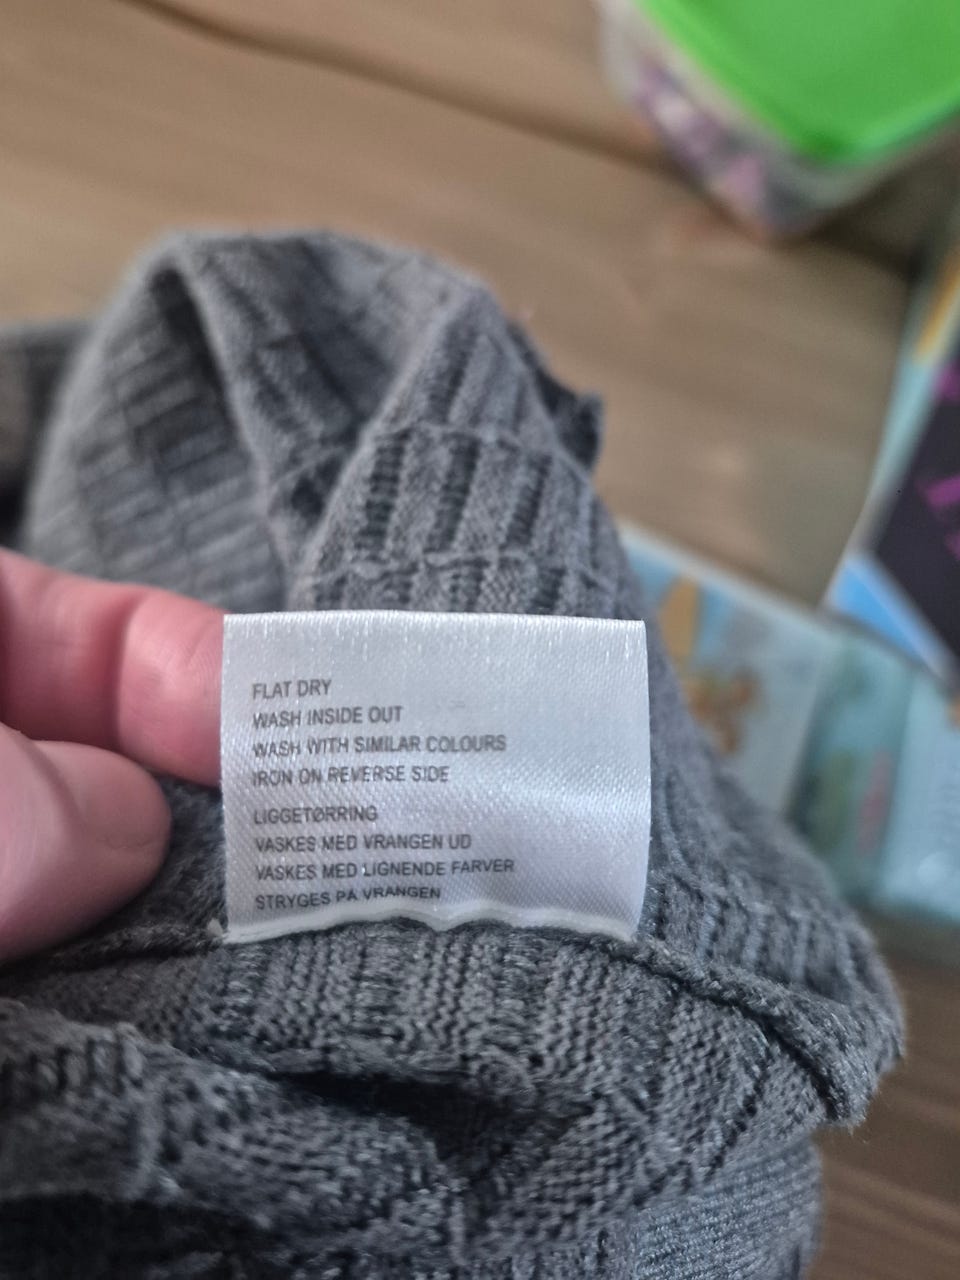 FLAT DRY
WASH INSIDE OUT
WASH WITH SIMILAR COLOURS
IRON ON REVERSE SIDE
LIGGETØRRING
VASKES MED VRANGEN UD
VASKES MED LIGNENDE FARVER
STRYGES PÅ VRANGEN